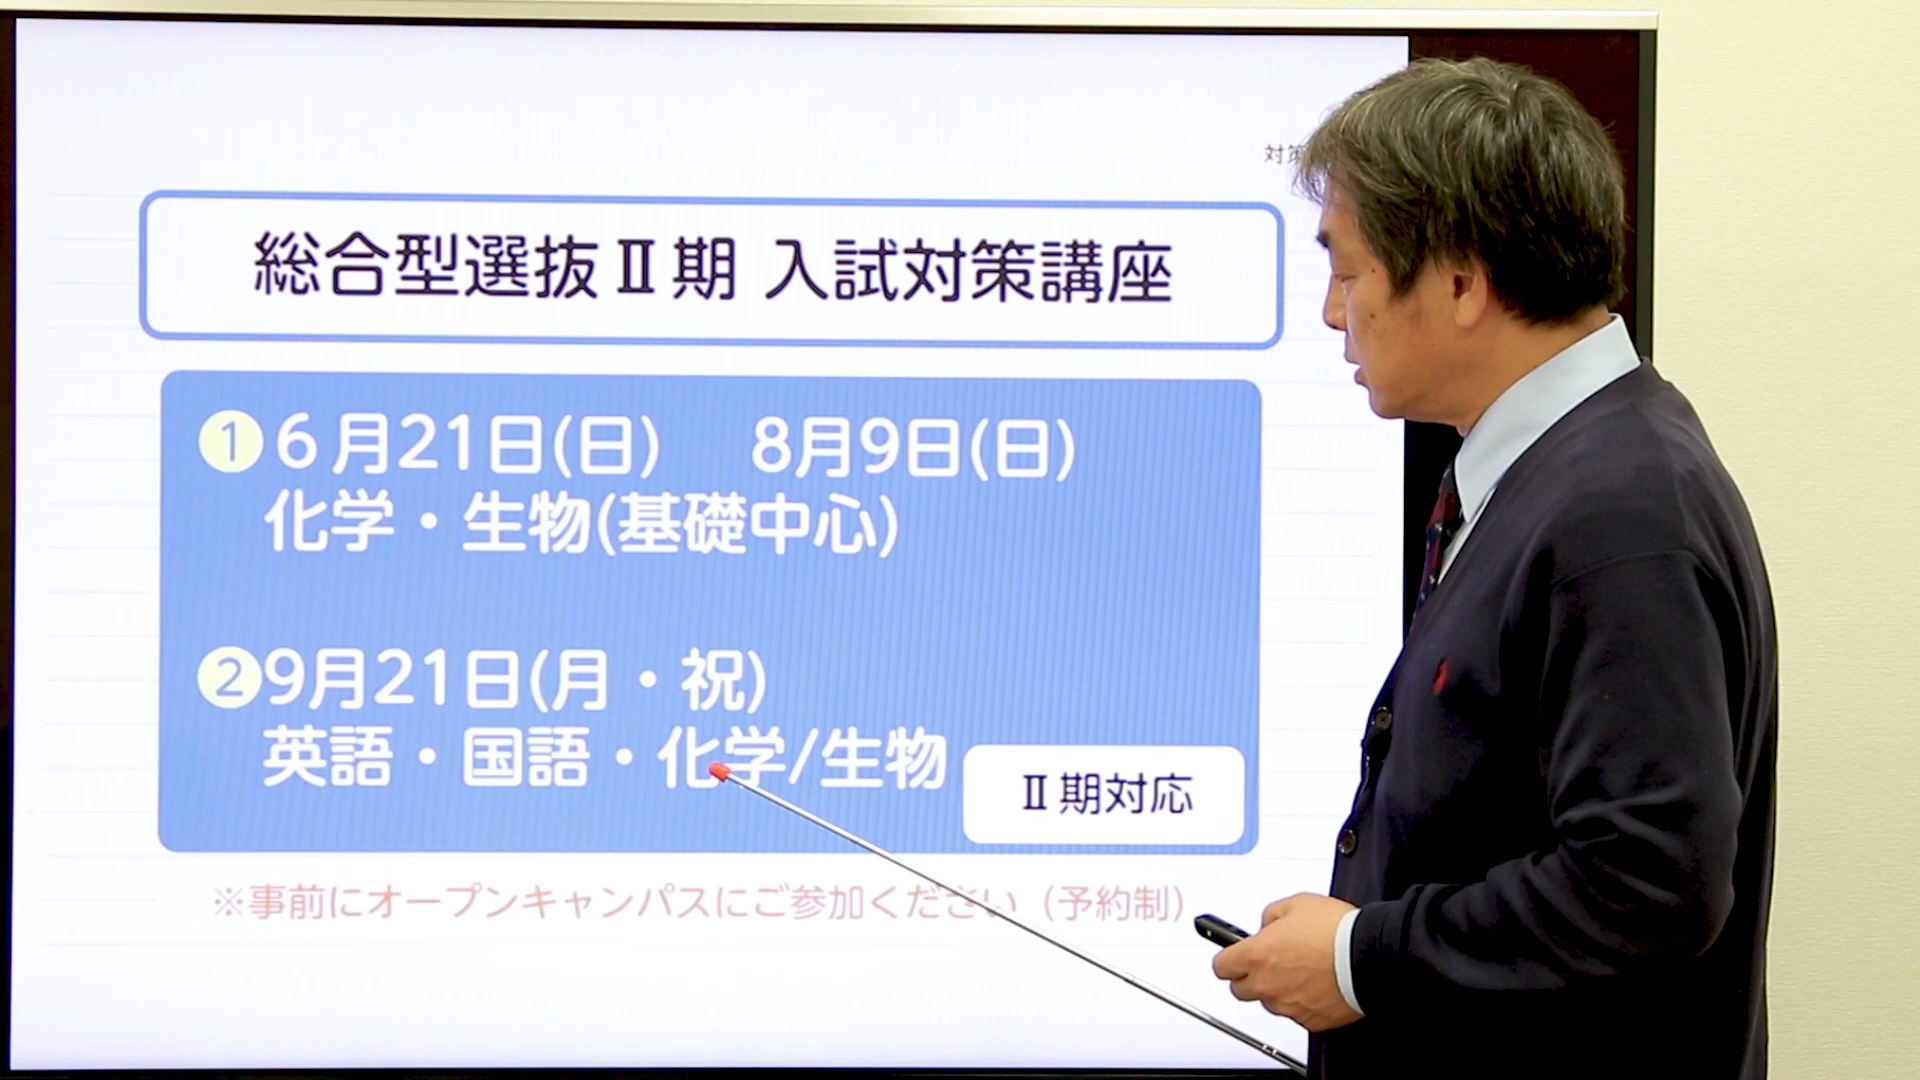 対策
総合型選抜Ⅱ期 入試対策講座
1 6月21日(日) 8月9日(日)
化学・生物(基礎中心)
2 9月21日(月・祝)
英語・国語・化学/生物
Ⅱ期対応
※事前にオープンキャンパスにご参加ください（予約制）